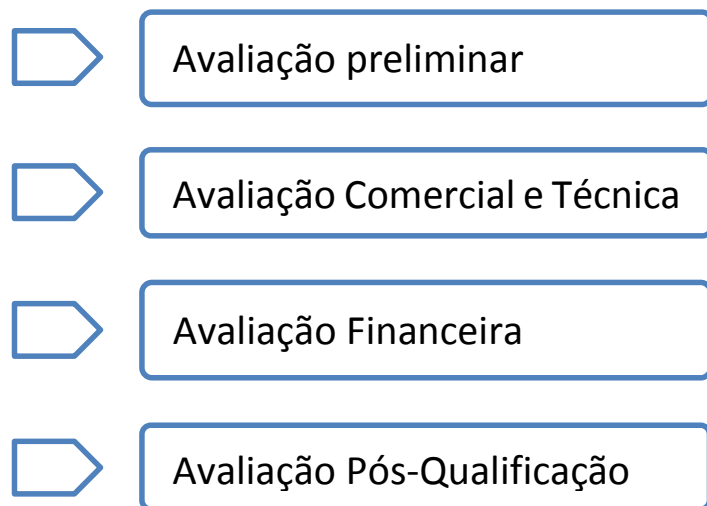 Avaliação preliminar
Avaliação Comercial e Técnica
Avaliação Financeira
Avaliação Pós-Qualificação